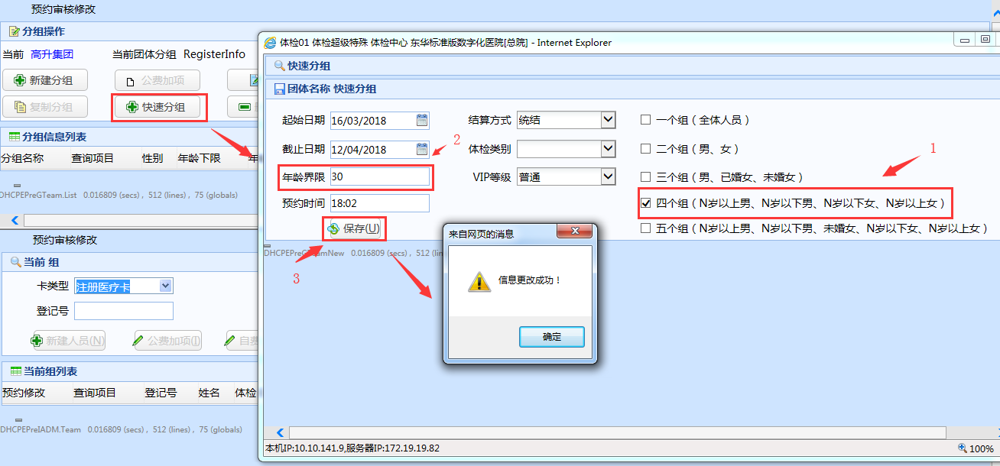 预约审核修改
分组操作
当前 高升集团 当前团体分组 RegisterInfo
新建分组 公费加项
复制分组 快速分组
分组信息列表
分组名称 查询项目 性别 年龄下限 年
DHCPEPreGTeam.List 0.016809 (secs) , 512 (lines) , 75 (globals)
预约审核修改
当前 组
卡类型 注册医疗卡
登记号
新建人员(N) 公费加项(I) 自费
当前组列表
预约修改 查询项目 登记号 姓名 体检
DHCPEPreIADM.Team 0.016809 (secs) , 512 (lines) , 75 (globals)
体检01 体检超级特殊 体检中心 东华标准版数字化医院[总院] - Internet Explorer
快速分组
团体名称 快速分组
起始日期 16/03/2018 结算方式 统结 一个组（全体人员）
截止日期 12/04/2018 体检类别 二个组（男、女）
年龄界限 30 VIP等级 普通 三个组（男、已婚女、未婚女）
预约时间 18:02 四个组（N岁以上男、N岁以下男、N岁以下女、N岁以上女）
保存(U) 五个组（N岁以上男、N岁以下男、未婚女、N岁以下女、N岁以上女）
1
2
3
DHCPEPreGTeamNew 0.016809 (secs) , 512 (lin
来自网页的消息
信息更改成功！
确定
本机IP:10.10.141.9,服务器IP:172.19.19.82
100%